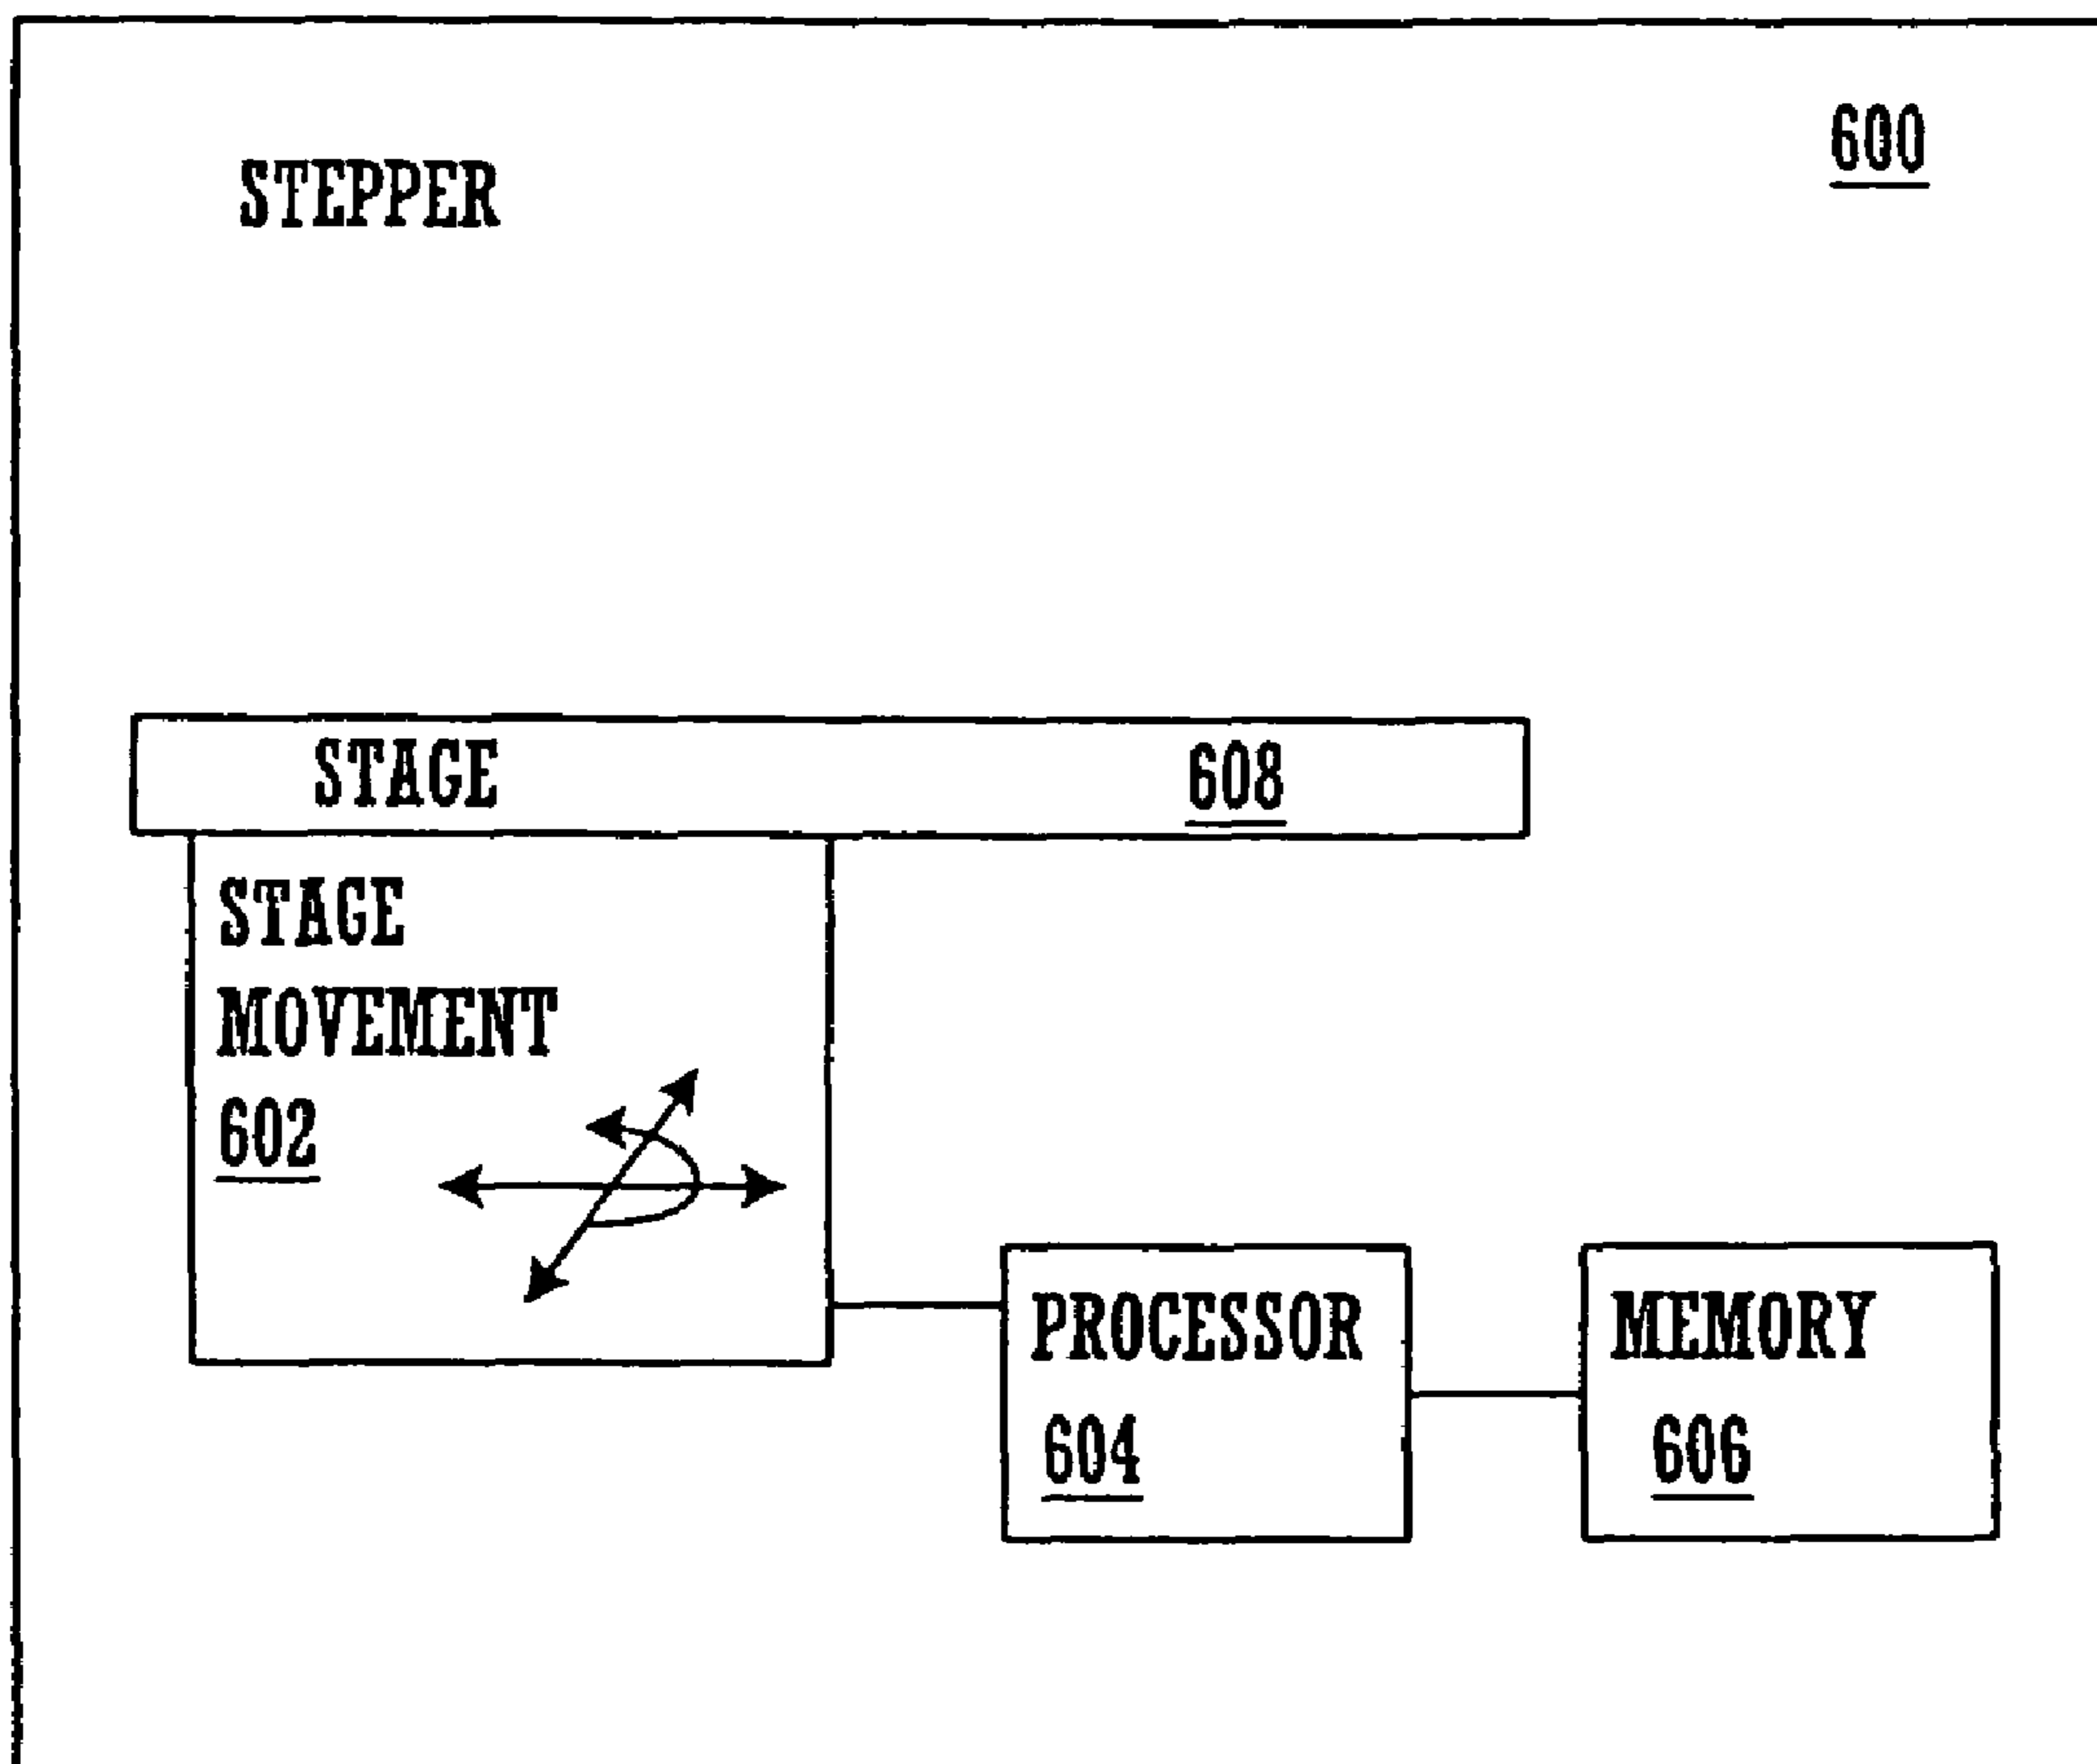 600
STEPPER
STAGE 608
STAGE
MOVEMENT
602
PROCESSOR
604
MEMORY
606